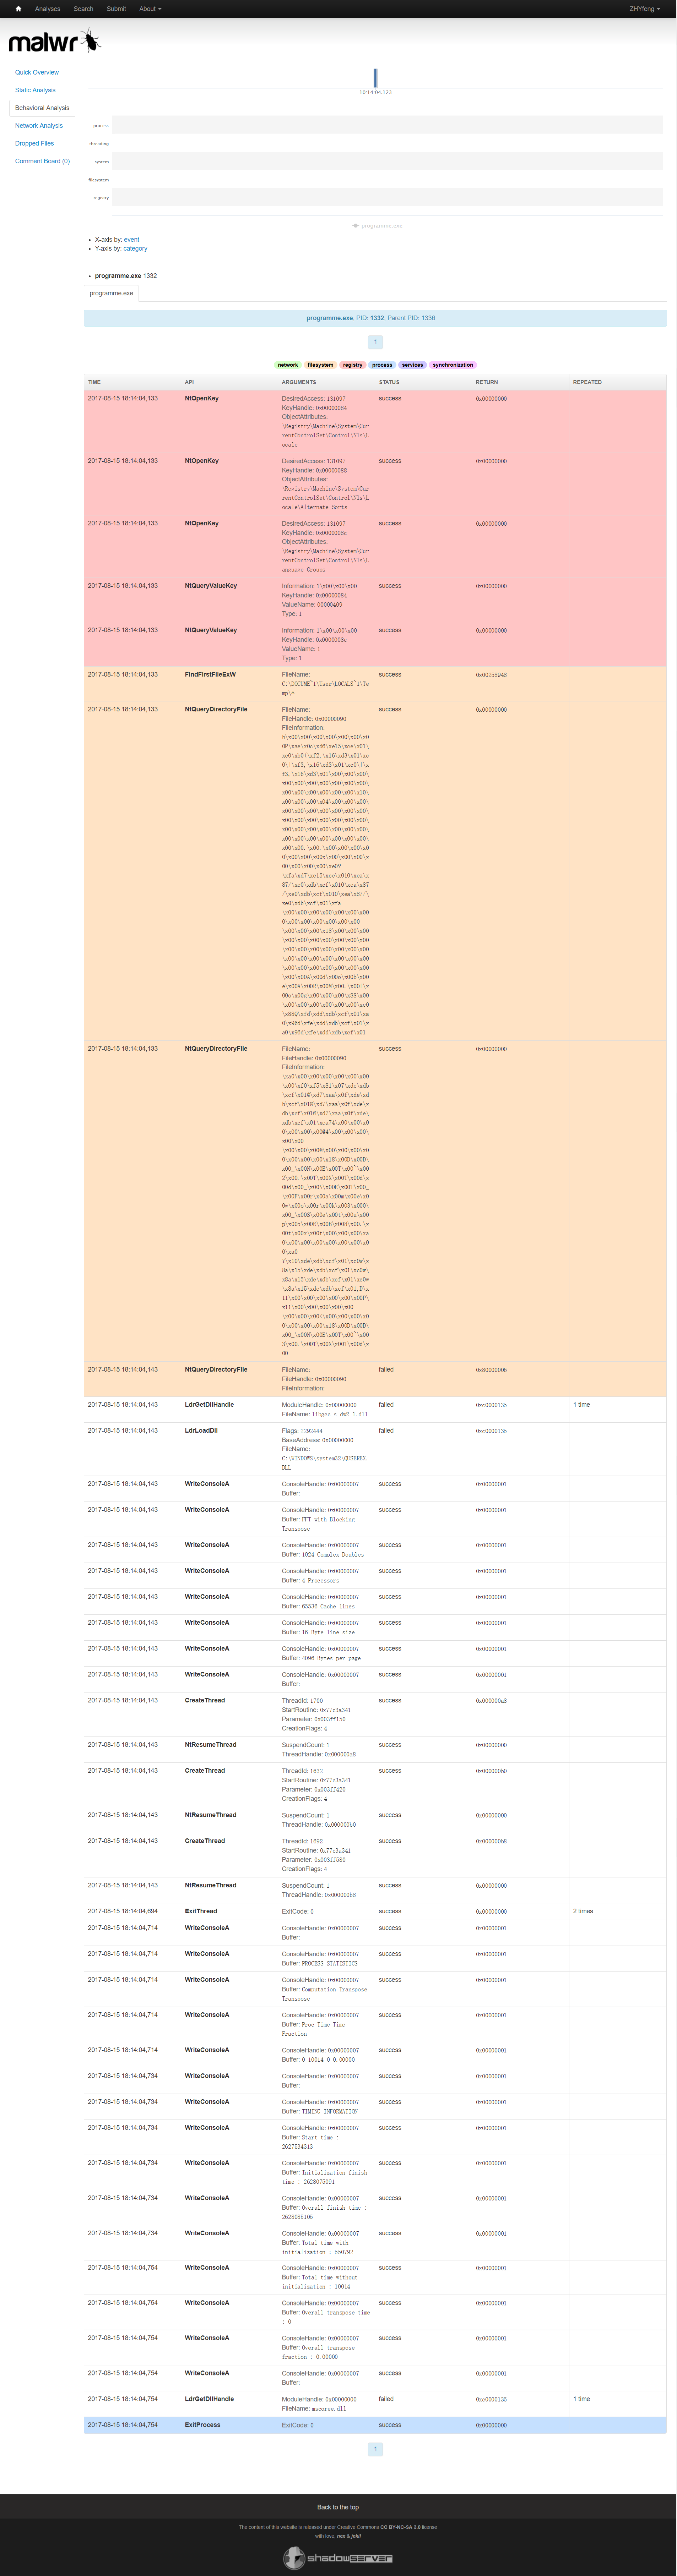 Analyses Search Submit About ZHYfeng
malwr
Quick Overview
Static Analysis
Behavioral Analysis
Network Analysis
Dropped Files
Comment Board (0)
10:14:04.123
process
threading
system
filesystem
registry
programme.exe
X-axis by: event
Y-axis by: category
programme.exe 1332
programme.exe
programme.exe, PID: 1332, Parent PID: 1336
1
network filesystem registry process services synchronization
TIME API ARGUMENTS STATUS RETURN REPEATED
2017-08-15 18:14:04,133 NtOpenKey DesiredAccess: 131097 success 0x00000000
KeyHandle: 0x00000084
ObjectAttributes:
\Registry\Machine\System\Cur
rentControlSet\Control\Nls\L
ocale
2017-08-15 18:14:04,133 NtOpenKey DesiredAccess: 131097 success 0x00000000
KeyHandle: 0x00000088
ObjectAttributes:
\Registry\Machine\System\Cur
rentControlSet\Control\Nls\L
ocale\Alternate Sorts
2017-08-15 18:14:04,133 NtOpenKey DesiredAccess: 131097 success 0x00000000
KeyHandle: 0x0000008c
ObjectAttributes:
\Registry\Machine\System\Cur
rentControlSet\Control\Nls\L
anguage Groups
2017-08-15 18:14:04,133 NtQueryValueKey Information: 1\x00\x00\x00 success 0x00000000
KeyHandle: 0x00000084
ValueName: 00000409
Type: 1
2017-08-15 18:14:04,133 NtQueryValueKey Information: 1\x00\x00\x00 success 0x00000000
KeyHandle: 0x0000008c
ValueName: 1
Type: 1
2017-08-15 18:14:04,133 FindFirstFileExW FileName: success 0x00258948
C:\DOCUME~1\User\LOCALS~1\Te
mp\*
2017-08-15 18:14:04,133 NtQueryDirectoryFile FileName: success 0x00000000
FileHandle: 0x00000090
FileInformation:
2017-08-15 18:14:04,133 NtQueryDirectoryFile FileName: success 0x00000000
FileHandle: 0x00000090
FileInformation:
2017-08-15 18:14:04,143 NtQueryDirectoryFile FileName: failed 0x80000006
FileHandle: 0x00000090
FileInformation:
2017-08-15 18:14:04,143 LdrGetDllHandle ModuleHandle: 0x00000000 failed 0xc0000135 1 time
FileName: libgcc_s_dw2-1.dll
2017-08-15 18:14:04,143 LdrLoadDll Flags: 2292444 failed 0xc0000135
BaseAddress: 0x00000000
FileName:
C:\WINDOWS\system32\QUSEREX.
DLL
2017-08-15 18:14:04,143 WriteConsoleA ConsoleHandle: 0x00000007 success 0x00000001
Buffer:
2017-08-15 18:14:04,143 WriteConsoleA ConsoleHandle: 0x00000007 success 0x00000001
Buffer: FFT with Blocking
Transpose
2017-08-15 18:14:04,143 WriteConsoleA ConsoleHandle: 0x00000007 success 0x00000001
Buffer: 1024 Complex Doubles
2017-08-15 18:14:04,143 WriteConsoleA ConsoleHandle: 0x00000007 success 0x00000001
Buffer: 4 Processors
2017-08-15 18:14:04,143 WriteConsoleA ConsoleHandle: 0x00000007 success 0x00000001
Buffer: 65536 Cache lines
2017-08-15 18:14:04,143 WriteConsoleA ConsoleHandle: 0x00000007 success 0x00000001
Buffer: 16 Byte line size
2017-08-15 18:14:04,143 WriteConsoleA ConsoleHandle: 0x00000007 success 0x00000001
Buffer: 4096 Bytes per page
2017-08-15 18:14:04,143 WriteConsoleA ConsoleHandle: 0x00000007 success 0x00000001
Buffer:
2017-08-15 18:14:04,143 CreateThread ThreadId: 1700 success 0x000000a8
StartRoutine: 0x77c3a341
Parameter: 0x003ff150
CreationFlags: 4
2017-08-15 18:14:04,143 NtResumeThread SuspendCount: 1 success 0x00000000
ThreadHandle: 0x000000a8
2017-08-15 18:14:04,143 CreateThread ThreadId: 1632 success 0x000000b0
StartRoutine: 0x77c3a341
Parameter: 0x003ff420
CreationFlags: 4
2017-08-15 18:14:04,143 NtResumeThread SuspendCount: 1 success 0x00000000
ThreadHandle: 0x000000b0
2017-08-15 18:14:04,143 CreateThread ThreadId: 1692 success 0x000000b8
StartRoutine: 0x77c3a341
Parameter: 0x003ff580
CreationFlags: 4
2017-08-15 18:14:04,143 NtResumeThread SuspendCount: 1 success 0x00000000
ThreadHandle: 0x000000b8
2017-08-15 18:14:04,694 ExitThread ExitCode: 0 success 0x00000000 2 times
2017-08-15 18:14:04,714 WriteConsoleA ConsoleHandle: 0x00000007 success 0x00000001
Buffer:
2017-08-15 18:14:04,714 WriteConsoleA ConsoleHandle: 0x00000007 success 0x00000001
Buffer: PROCESS STATISTICS
2017-08-15 18:14:04,714 WriteConsoleA ConsoleHandle: 0x00000007 success 0x00000001
Buffer: Computation Transpose
Transpose
2017-08-15 18:14:04,714 WriteConsoleA ConsoleHandle: 0x00000007 success 0x00000001
Buffer: Proc Time Time
Fraction
2017-08-15 18:14:04,714 WriteConsoleA ConsoleHandle: 0x00000007 success 0x00000001
Buffer: 0 10014 0 0.00000
2017-08-15 18:14:04,734 WriteConsoleA ConsoleHandle: 0x00000007 success 0x00000001
Buffer:
2017-08-15 18:14:04,734 WriteConsoleA ConsoleHandle: 0x00000007 success 0x00000001
Buffer: TIMING INFORMATION
2017-08-15 18:14:04,734 WriteConsoleA ConsoleHandle: 0x00000007 success 0x00000001
Buffer: Start time :
2627534313
2017-08-15 18:14:04,734 WriteConsoleA ConsoleHandle: 0x00000007 success 0x00000001
Buffer: Initialization finish
time : 2628075091
2017-08-15 18:14:04,734 WriteConsoleA ConsoleHandle: 0x00000007 success 0x00000001
Buffer: Overall finish time :
2628085105
2017-08-15 18:14:04,734 WriteConsoleA ConsoleHandle: 0x00000007 success 0x00000001
Buffer: Total time with
initialization : 550792
2017-08-15 18:14:04,754 WriteConsoleA ConsoleHandle: 0x00000007 success 0x00000001
Buffer: Total time without
initialization : 10014
2017-08-15 18:14:04,754 WriteConsoleA ConsoleHandle: 0x00000007 success 0x00000001
Buffer: Overall transpose time
: 0
2017-08-15 18:14:04,754 WriteConsoleA ConsoleHandle: 0x00000007 success 0x00000001
Buffer: Overall transpose
fraction : 0.00000
2017-08-15 18:14:04,754 WriteConsoleA ConsoleHandle: 0x00000007 success 0x00000001
Buffer:
2017-08-15 18:14:04,754 LdrGetDllHandle ModuleHandle: 0x00000000 failed 0xc0000135 1 time
FileName: mscoree.dll
2017-08-15 18:14:04,754 ExitProcess ExitCode: 0 success 0x00000000
1
Back to the top
The content of this website is released under Creative Commons CC BY-NC-SA 3.0 license
with love, nex & jekil
shadowserver